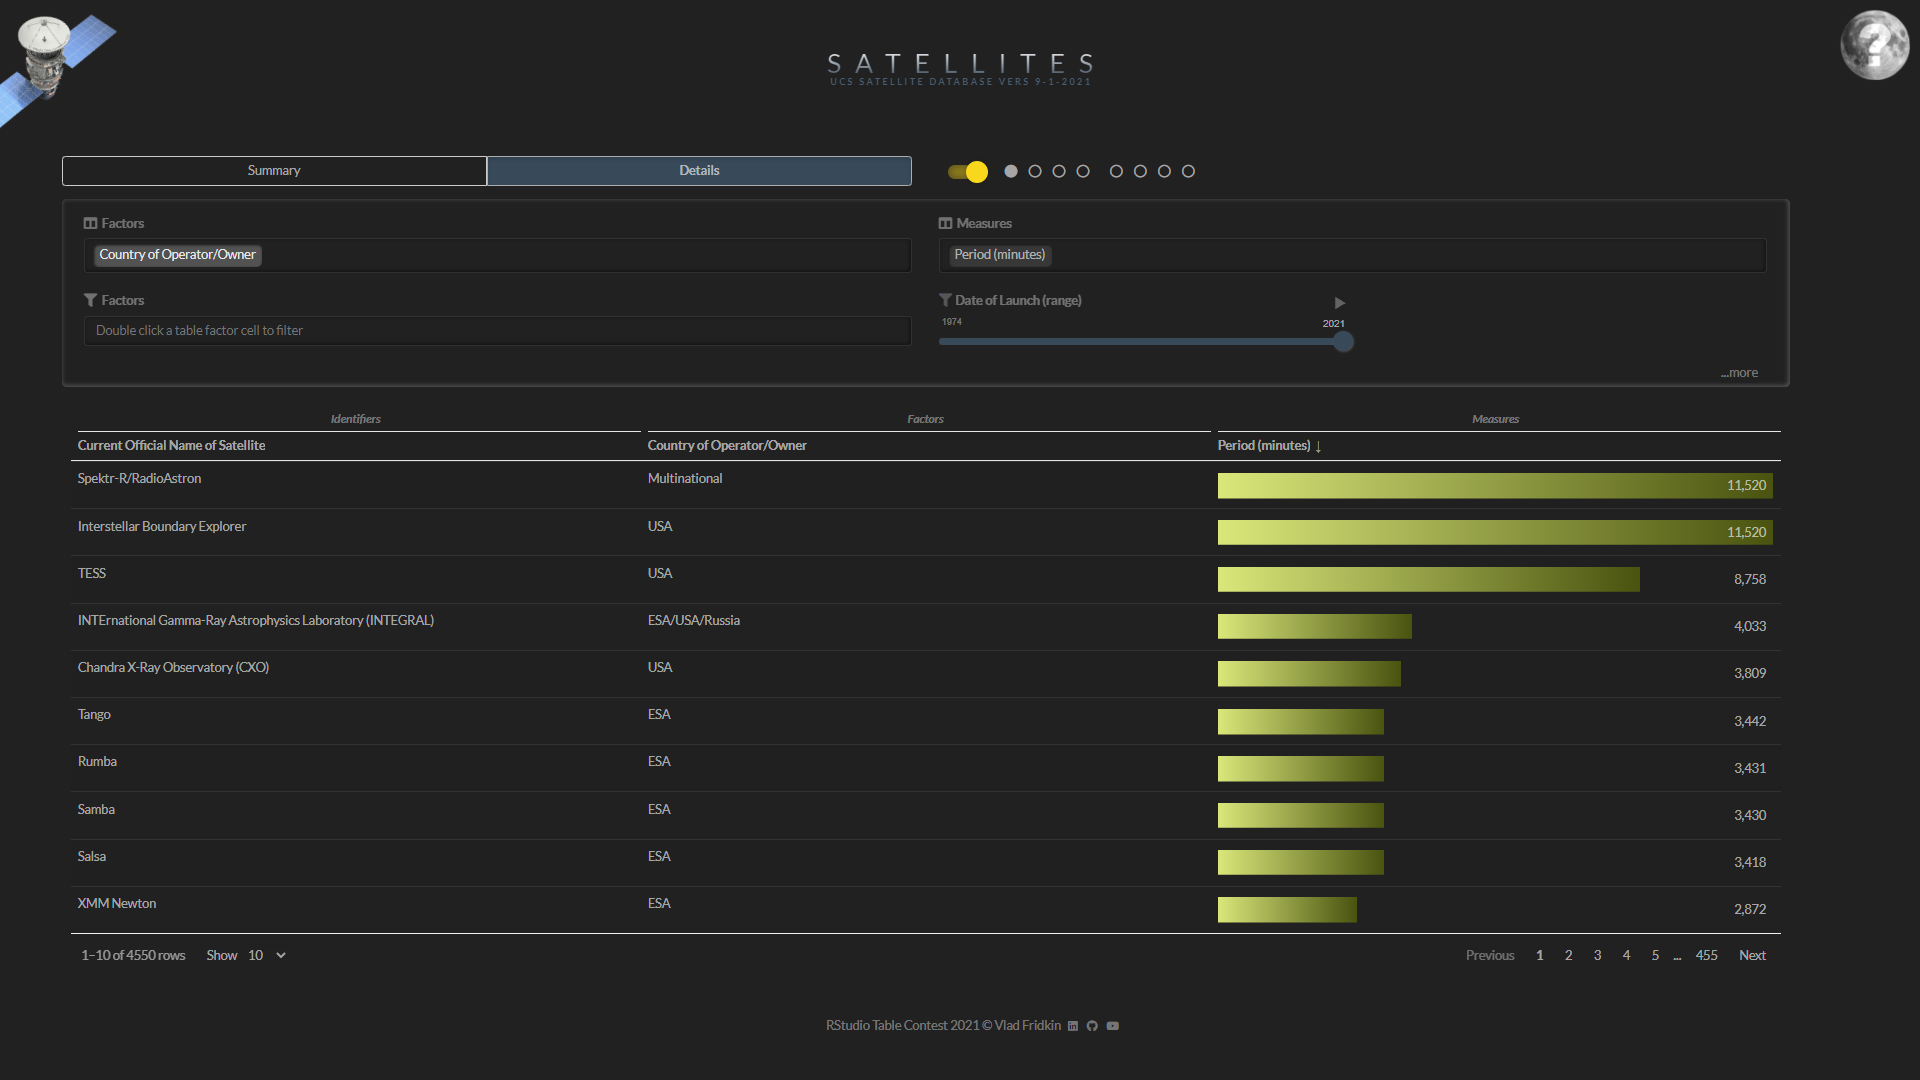 SATELLITES
UCS SATELLITE DATABASE VERS 9-1-2021
?
Summary
Details
Factors
Measures
Country of Operator/Owner
Period (minutes)
Factors
Date of Launch (range)
1974
2021
Double click a table factor cell to filter
...more
Identifiers
Factors
Measures
Current Official Name of Satellite
Country of Operator/Owner
Period (minutes) ↓
Spektr-R/RadioAstron
Multinational
11,520
Interstellar Boundary Explorer
USA
11,520
TESS
USA
8,758
INTErnational Gamma-Ray Astrophysics Laboratory (INTEGRAL)
ESA/USA/Russia
4,033
Chandra X-Ray Observatory (CXO)
USA
3,809
Tango
ESA
3,442
Rumba
ESA
3,431
Samba
ESA
3,430
Salsa
ESA
3,418
XMM Newton
ESA
2,872
1–10 of 4550 rows
Show 10
Previous 1 2 3 4 5 ... 455 Next
RStudio Table Contest 2021 © Vlad Fridkin